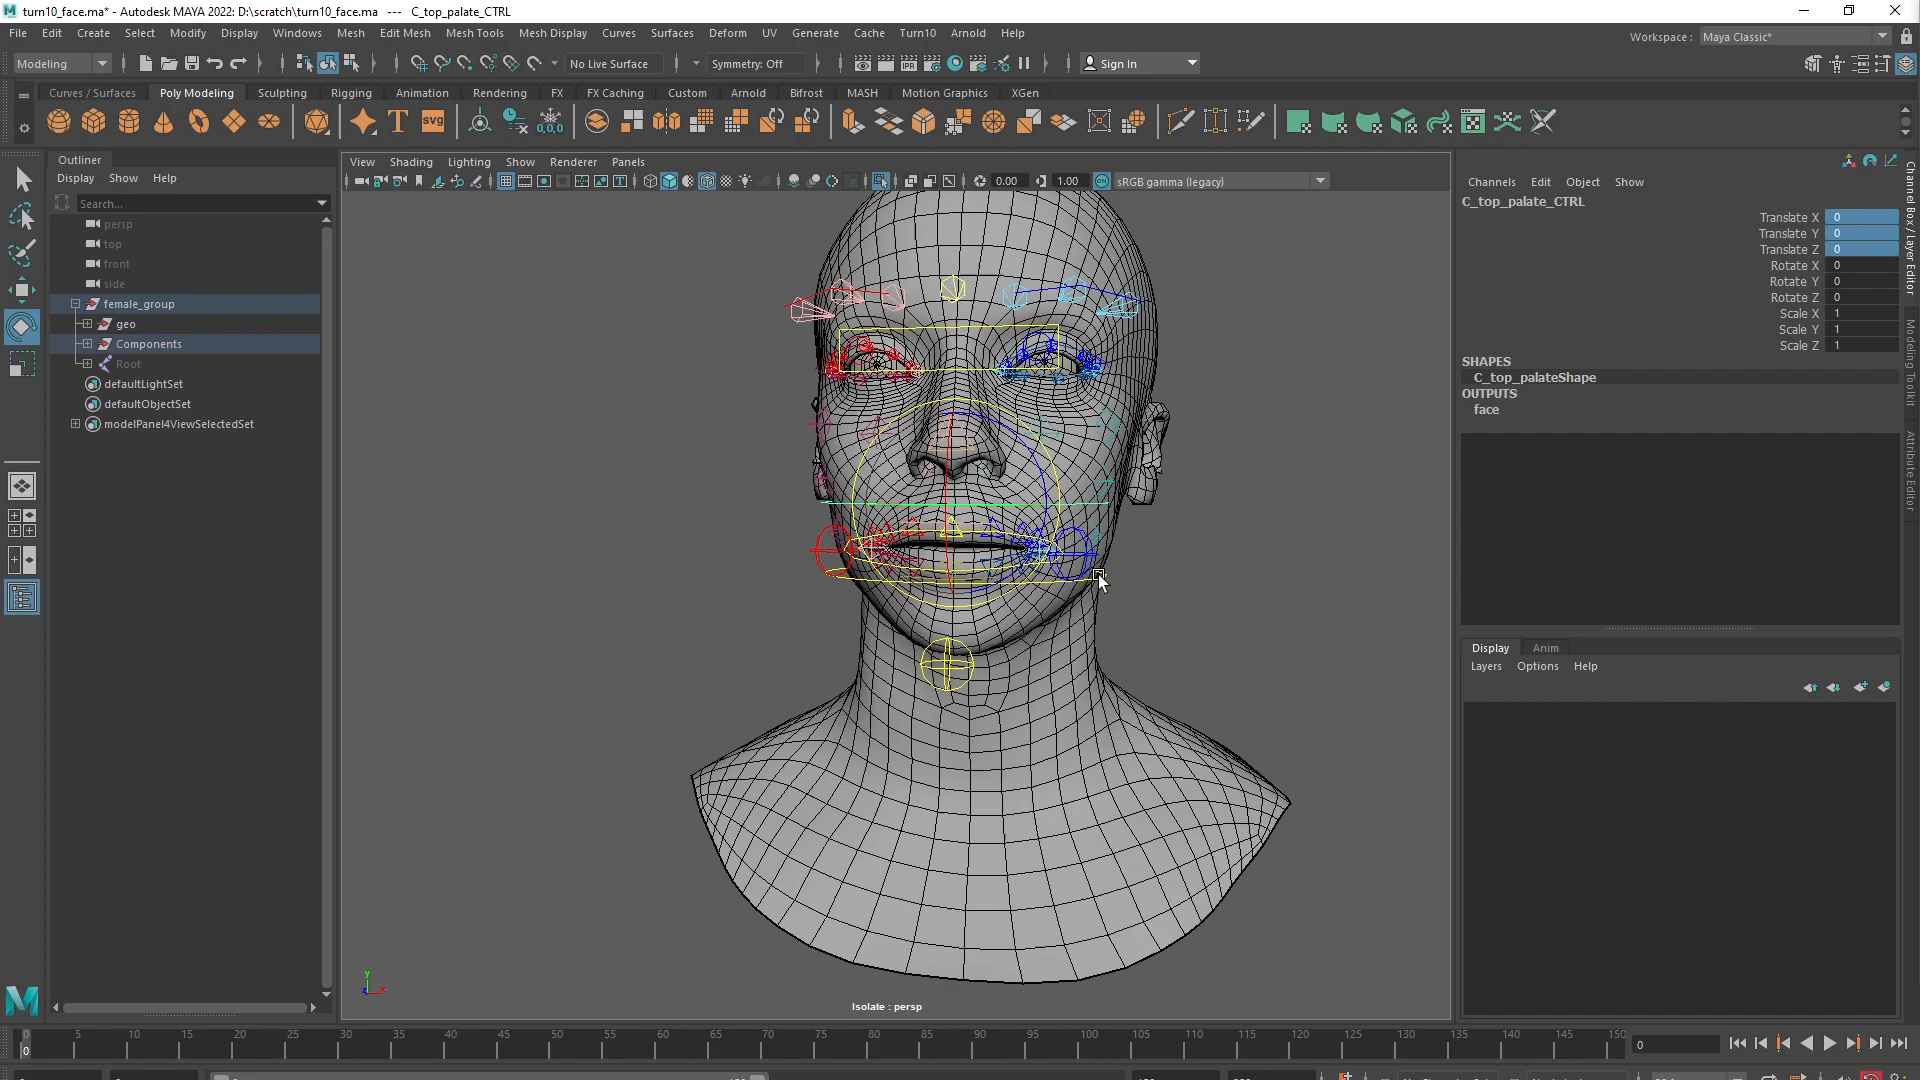 turn10_face.ma* - Autodesk MAYA 2022: D:\scratch\turn10_face.ma --- C_top_palate_CTRL
File Edit Create Select Modify Display Windows Mesh Edit Mesh Mesh Tools Mesh Display Curves Surfaces Deform UV Generate Cache Turn10 Arnold Help
Workspace : Maya Classic*
Modeling
No Live Surface
Symmetry: Off
Sign In
Curves / Surfaces Poly Modeling Sculpting Rigging Animation Rendering FX FX Caching Custom Arnold Bifrost MASH Motion Graphics XGen
T
SVG
0,0,0
Outliner
Display Show Help
Search...
persp
top
front
side
female_group
geo
Components
Root
defaultLightSet
defaultObjectSet
modelPanel4ViewSelectedSet
View Shading Lighting Show Renderer Panels
0.00
1.00
sRGB gamma (legacy)
y
z x
Isolate : persp
Channels Edit Object Show
C_top_palate_CTRL
Translate X 0
Translate Y 0
Translate Z 0
Rotate X 0
Rotate Y 0
Rotate Z 0
Scale X 1
Scale Y 1
Scale Z 1
SHAPES
C_top_palateShape
OUTPUTS
face
Display Anim
Layers Options Help
Channel Box / Layer Editor
Modeling Toolkit
Attribute Editor
0 5 10 15 20 25 30 35 40 45 50 55 60 65 70 75 80 85 90 95 100 105 110 115 120 125 130 135 140 145 150
0
0